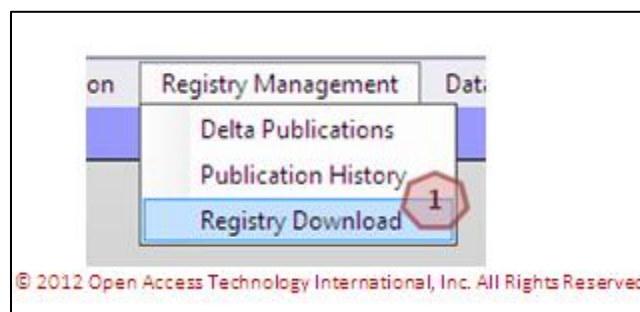 on Registry Management Data
Delta Publications
Publication History
Registry Download 1
© 2012 Open Access Technology International, Inc. All Rights Reserved